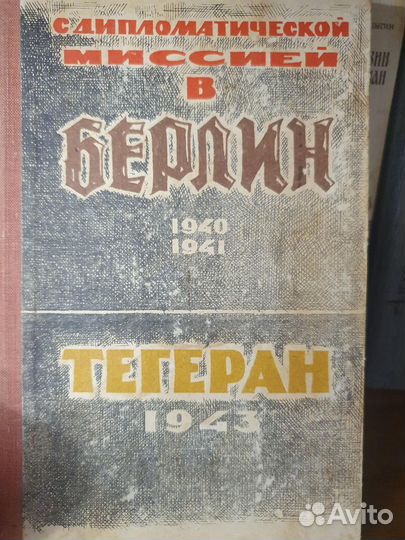 С ДИПЛОМАТИЧЕСКОЙ
МИССИЕЙ
В
БЕРЛИН
1940
1941
ТЕГЕРАН
1943
Avito